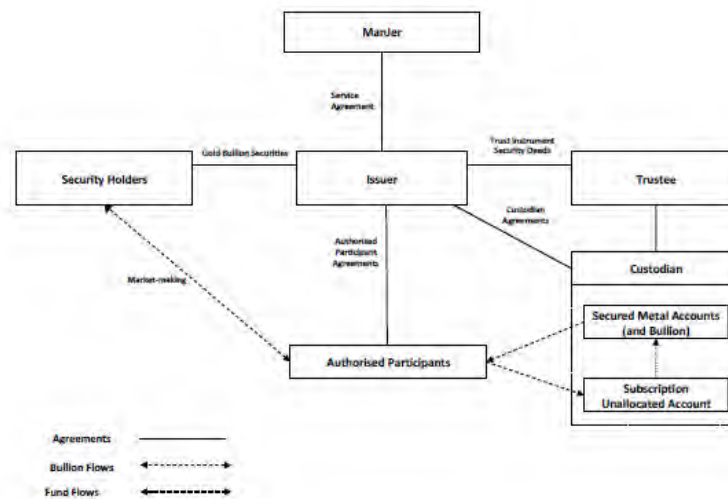 ManJer
Service
Agreement
Gold Bullion Securities
Trust Instrument
Security Deeds
Security Holders
Issuer
Trustee
Custodian
Agreements
Authorised
Participant
Agreements
Custodian
Market-making
Secured Metal Accounts
(and Bullion)
Authorised Participants
Subscription
Unallocated Account
Agreements
Bullion Flows
Fund Flows